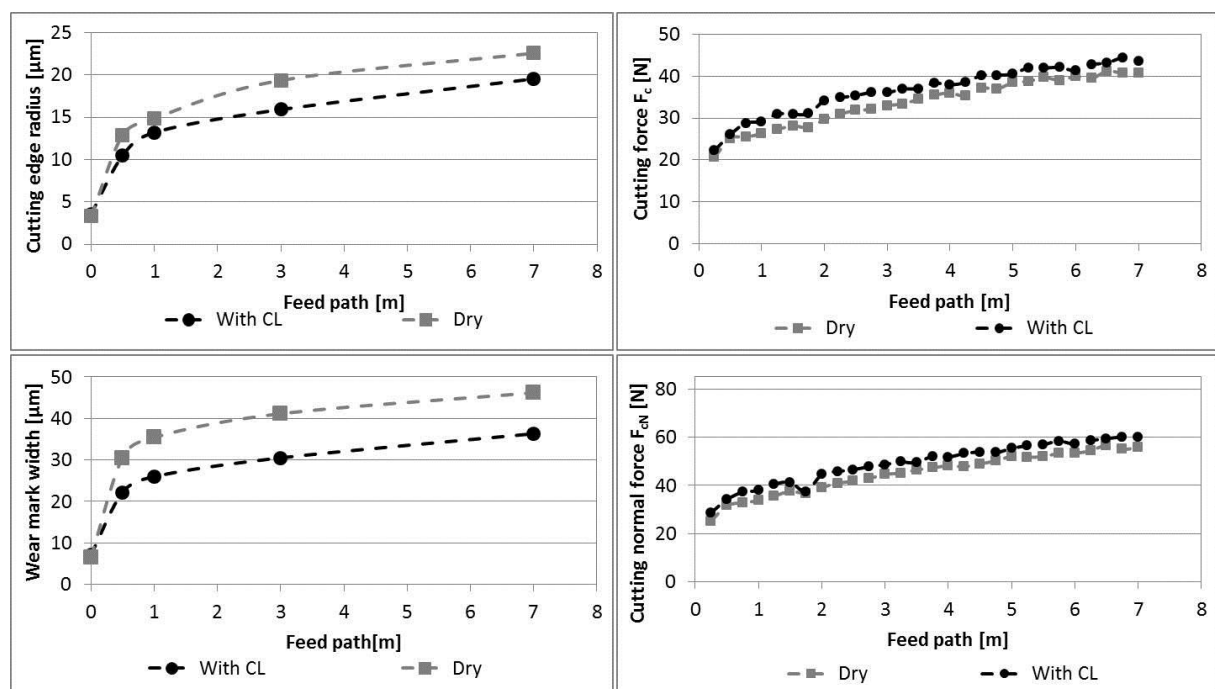 Cutting edge radius [µm]
25
20
15
10
5
0
0 1 2 3 4 5 6 7 8
Feed path [m]
With CL Dry
Cutting force Fc [N]
50
40
30
20
10
0
0 1 2 3 4 5 6 7 8
Feed path [m]
Dry With CL
Wear mark width [µm]
50
40
30
20
10
0
0 1 2 3 4 5 6 7 8
Feed path[m]
With CL Dry
Cutting normal force FcN [N]
80
60
40
20
0
0 1 2 3 4 5 6 7 8
Feed path [m]
Dry With CL